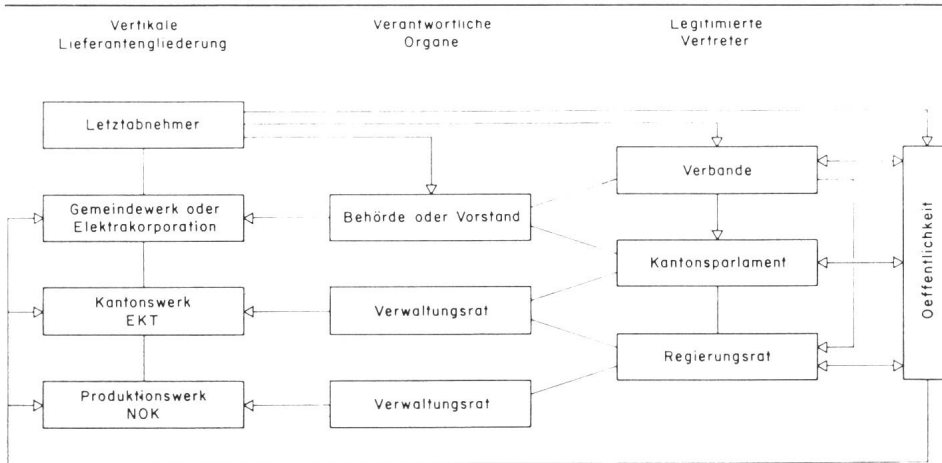 Vertikale
Lieferantengliederung
Verantwortliche
Organe
Legitimierte
Vertreter
Letztabnehmer
Gemeindewerk oder
Elektrakorporation
Kantonswerk
EKT
Produktionswerk
NOK
Behörde oder Vorstand
Verwaltungsrat
Verwaltungsrat
Verbande
Kantonsparlament
Regierungsrat
Oeffentlichkeit